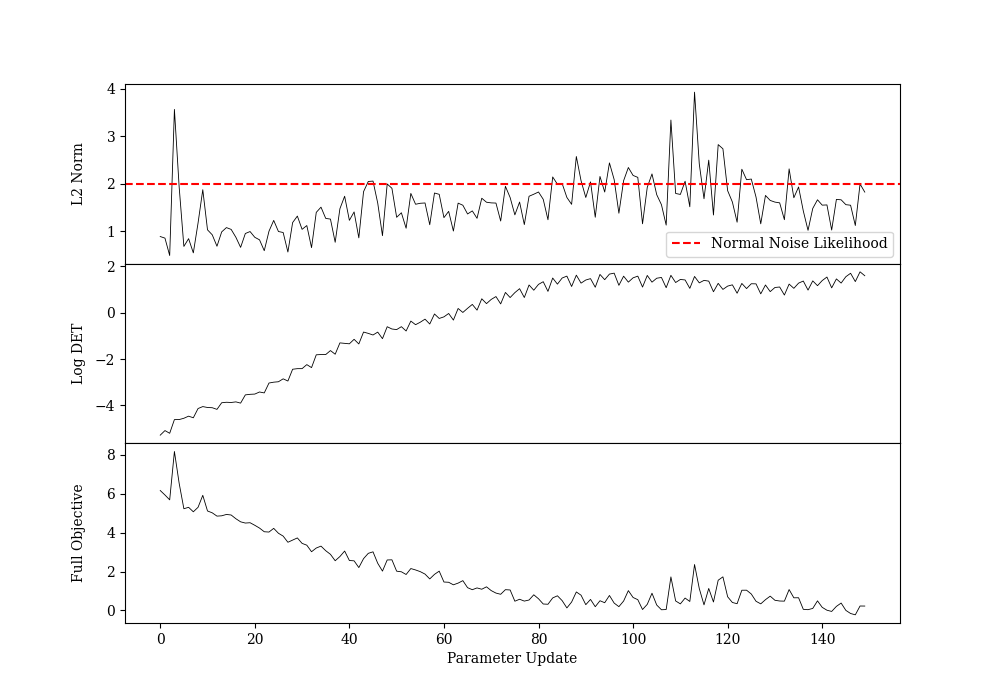 4
3
2
1
L2 Norm
Normal Noise Likelihood
2
0
−2
−4
Log DET
8
6
4
2
0
Full Objective
0 20 40 60 80 100 120 140
Parameter Update